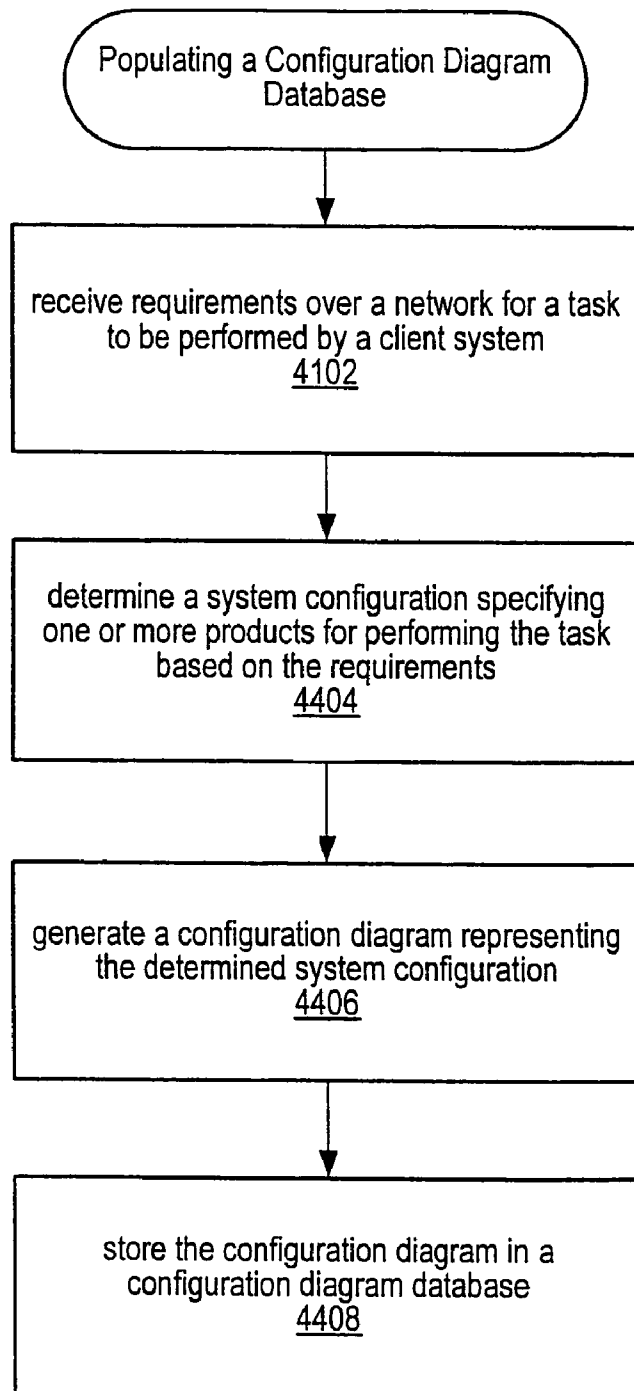 Populating a Configuration Diagram
Database
receive requirements over a network for a task
to be performed by a client system
4102
determine a system configuration specifying
one or more products for performing the task
based on the requirements
4404
generate a configuration diagram representing
the determined system configuration
4406
store the configuration diagram in a
configuration diagram database
4408